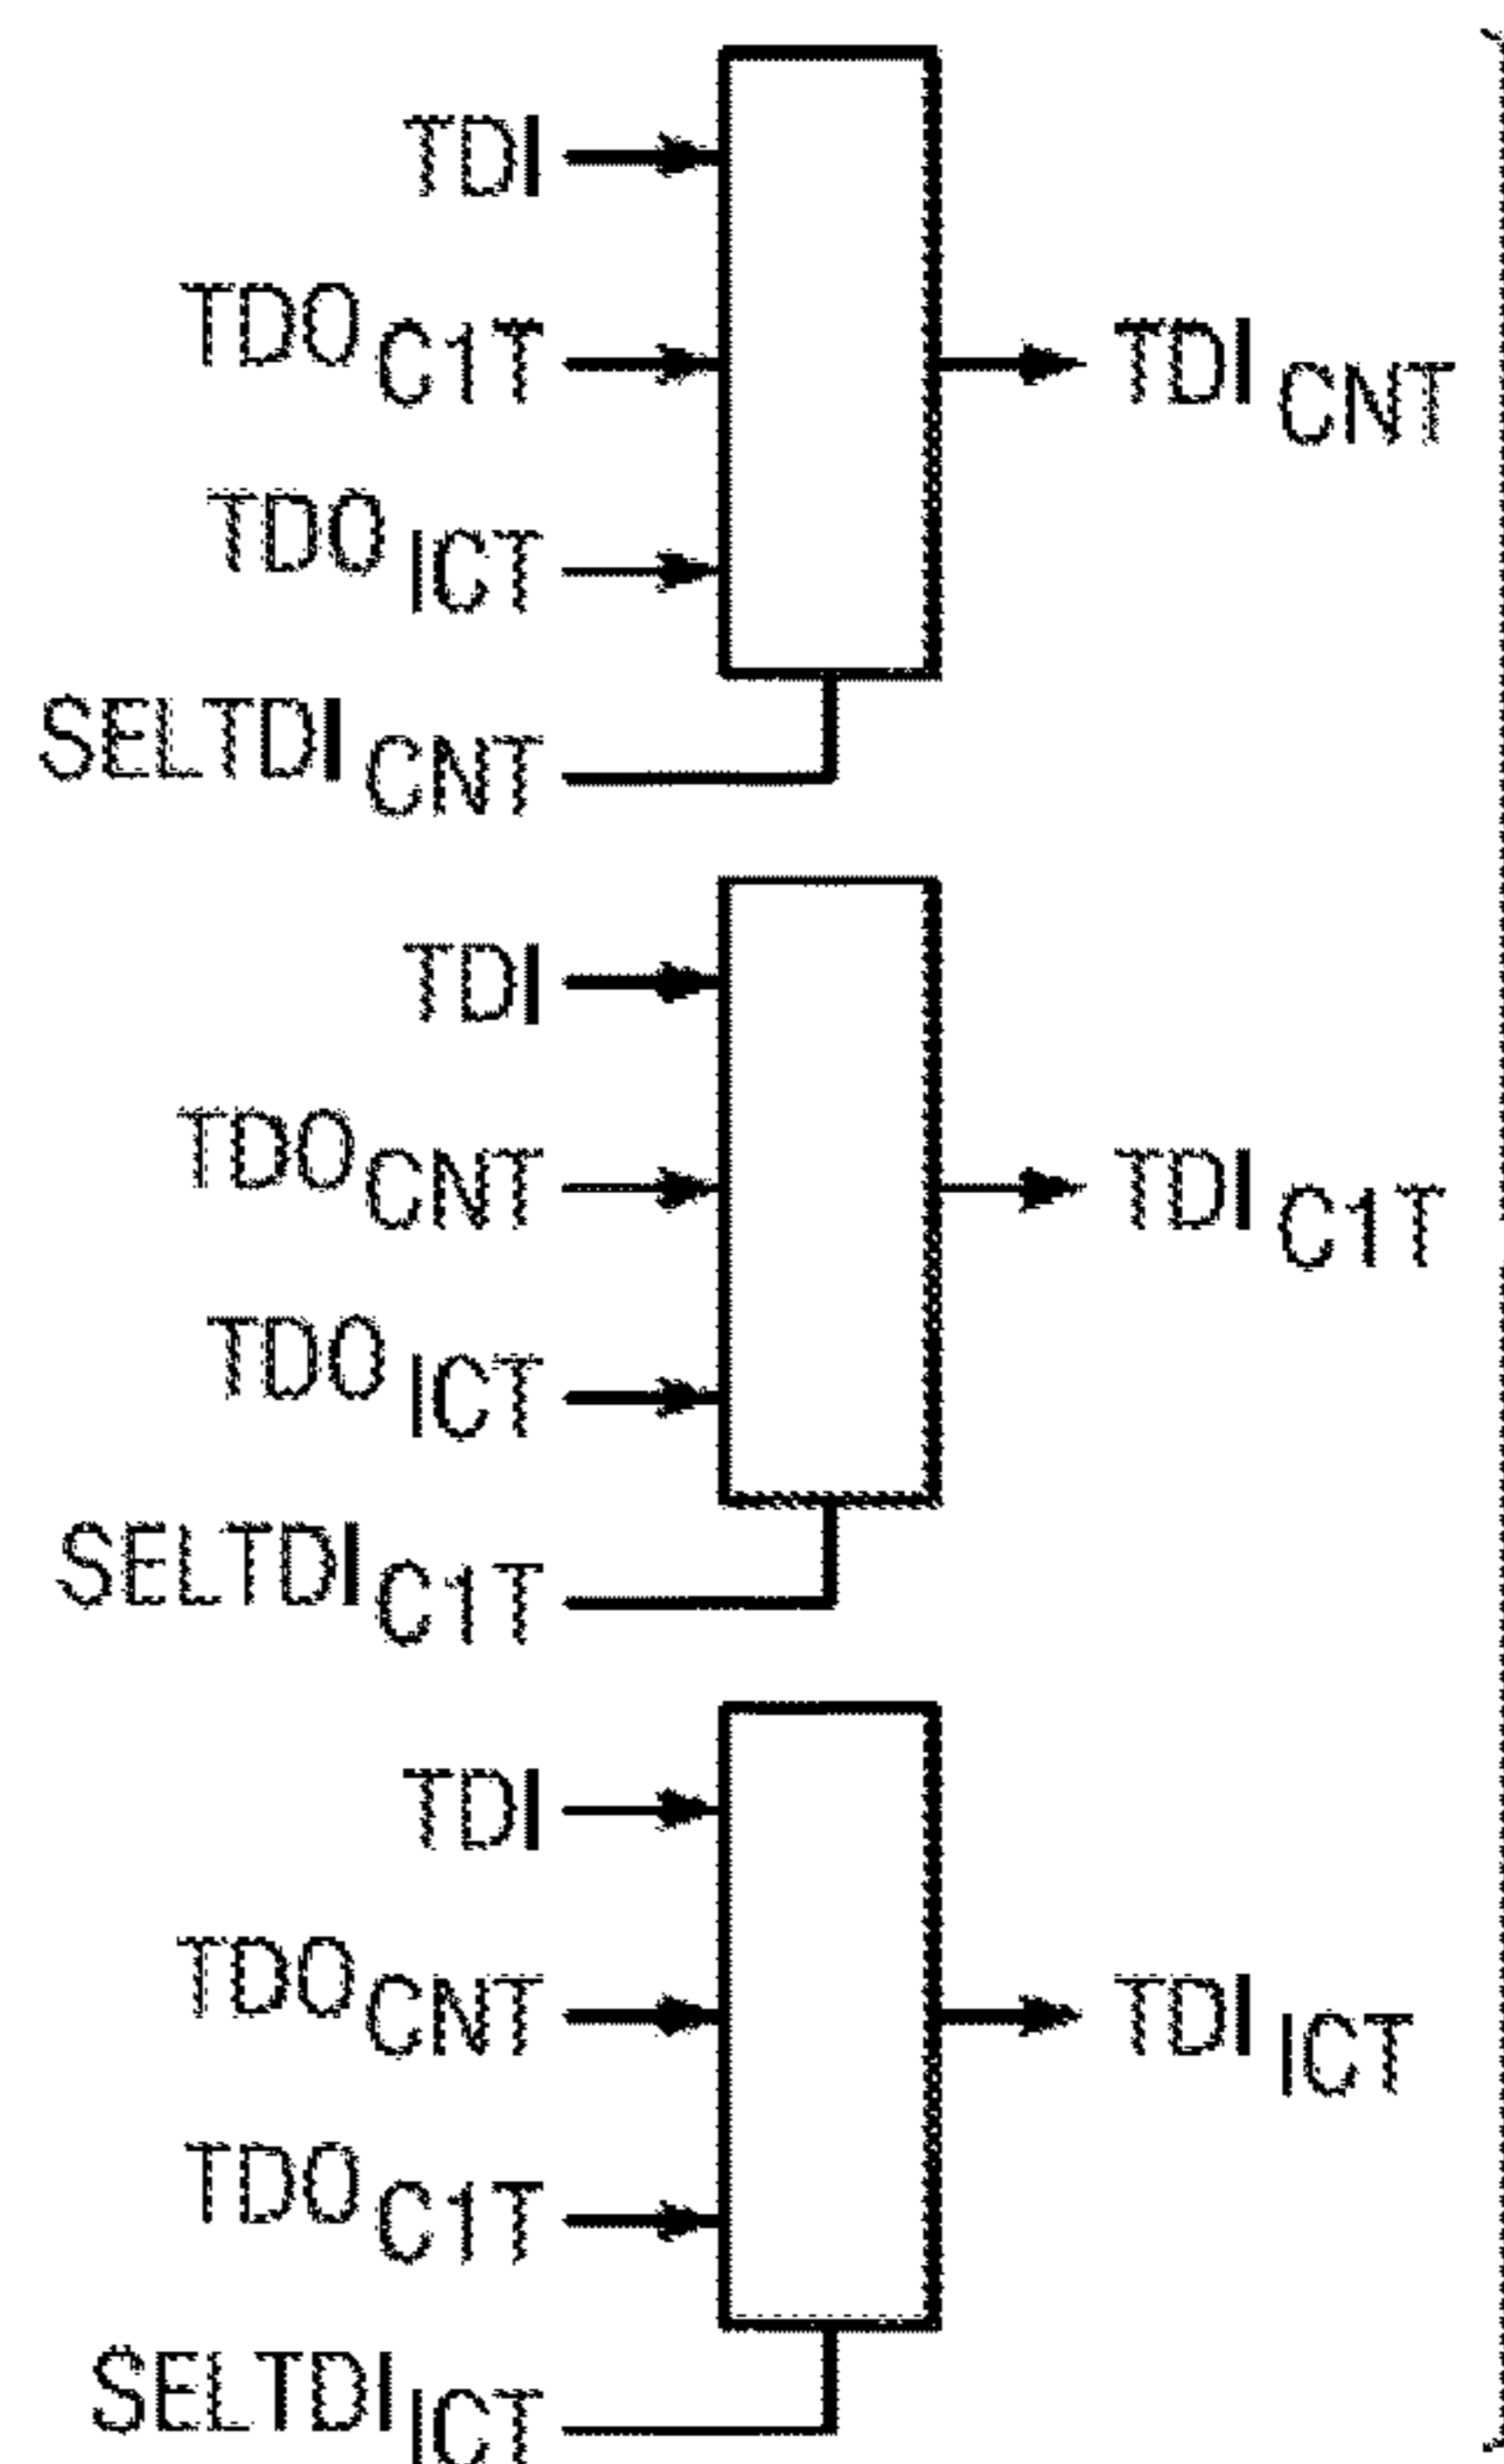 TDI
TDO C1T
TDI CNT
TDO ICT
SELTDI CNT
TDI
TDO CNT
TDI C1T
TDO ICT
SELTDI C1T
TDI
TDO CNT
TDI ICT
TDO C1T
SELTDI ICT